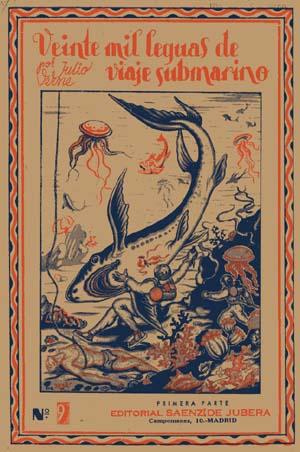 Veinte mil leguas de
viaje submarino
por Julio
Verne
PRIMERA PARTE
EDITORIAL SAENZ DE JUBERA
Campomanes, 10.-MADRID
Nº 9